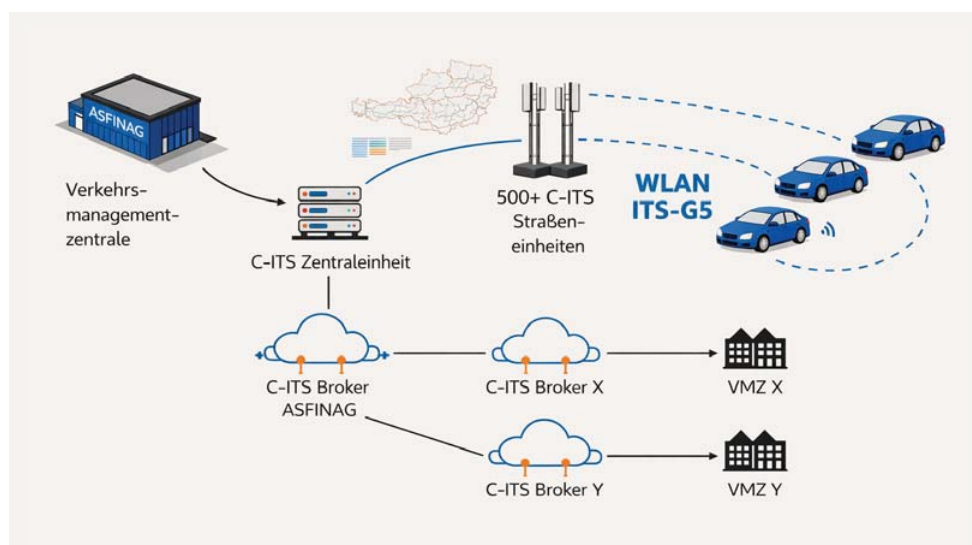 ASFINAG
Verkehrs-
management-
zentrale
C-ITS Zentraleinheit
500+ C-ITS
Straßen-
einheiten
WLAN
ITS-G5
C-ITS Broker
ASFINAG
C-ITS Broker X
VMZ X
C-ITS Broker Y
VMZ Y